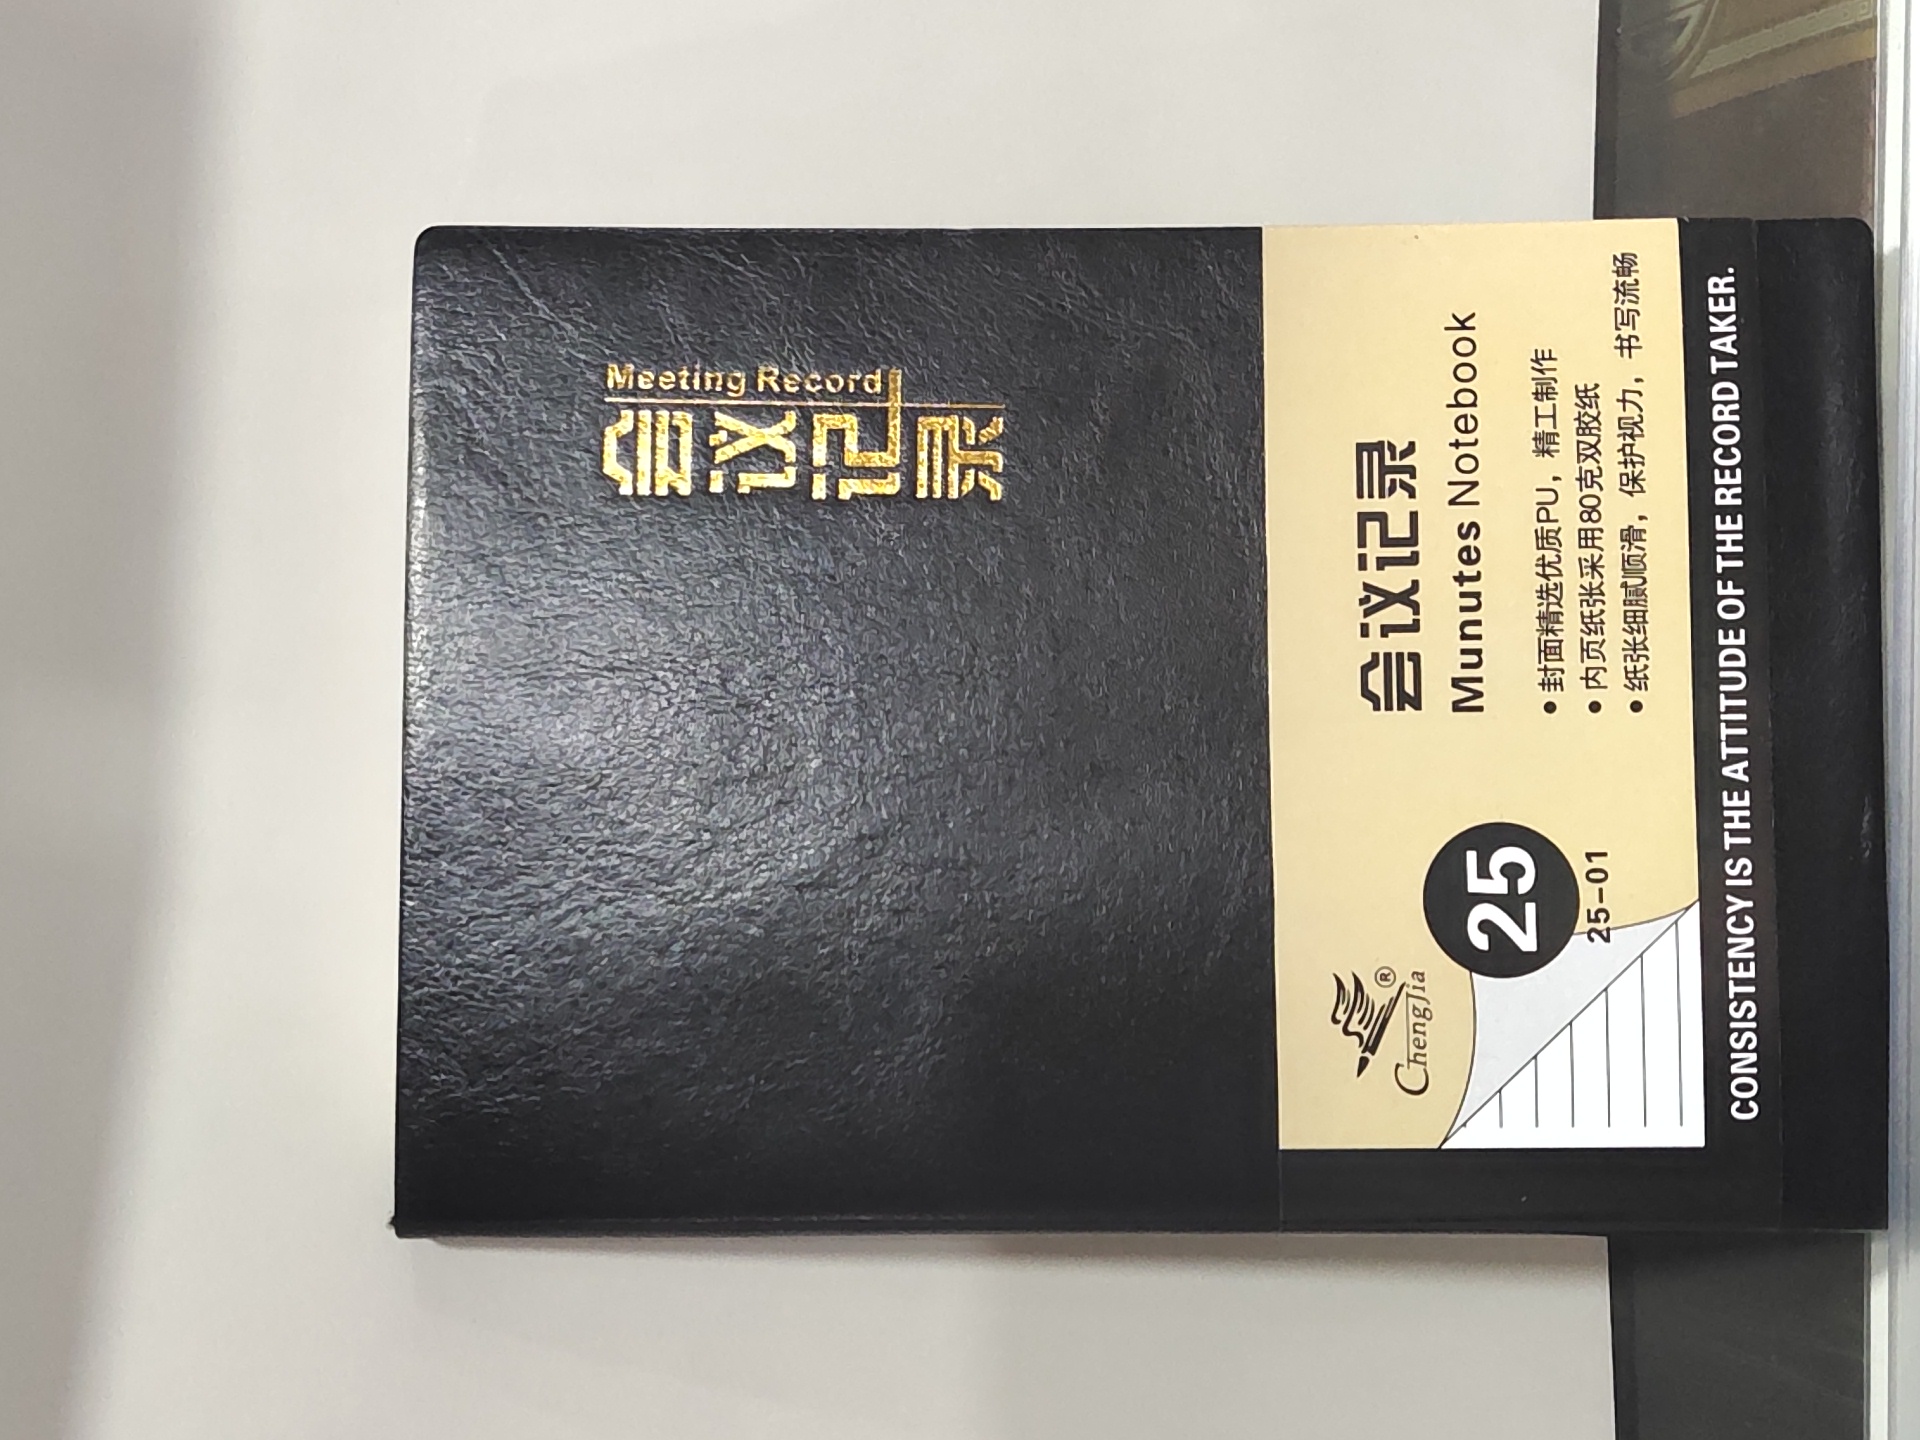 Meeting Record
会议记录
会议记录
Munutes Notebook
• 封面精选优质PU，精工制作
• 内页纸张采用80克双胶纸
• 纸张细腻顺滑，保护视力，书写流畅
ChengJia®
25
25-01
CONSISTENCY IS THE ATTITUDE OF THE RECORD TAKER.